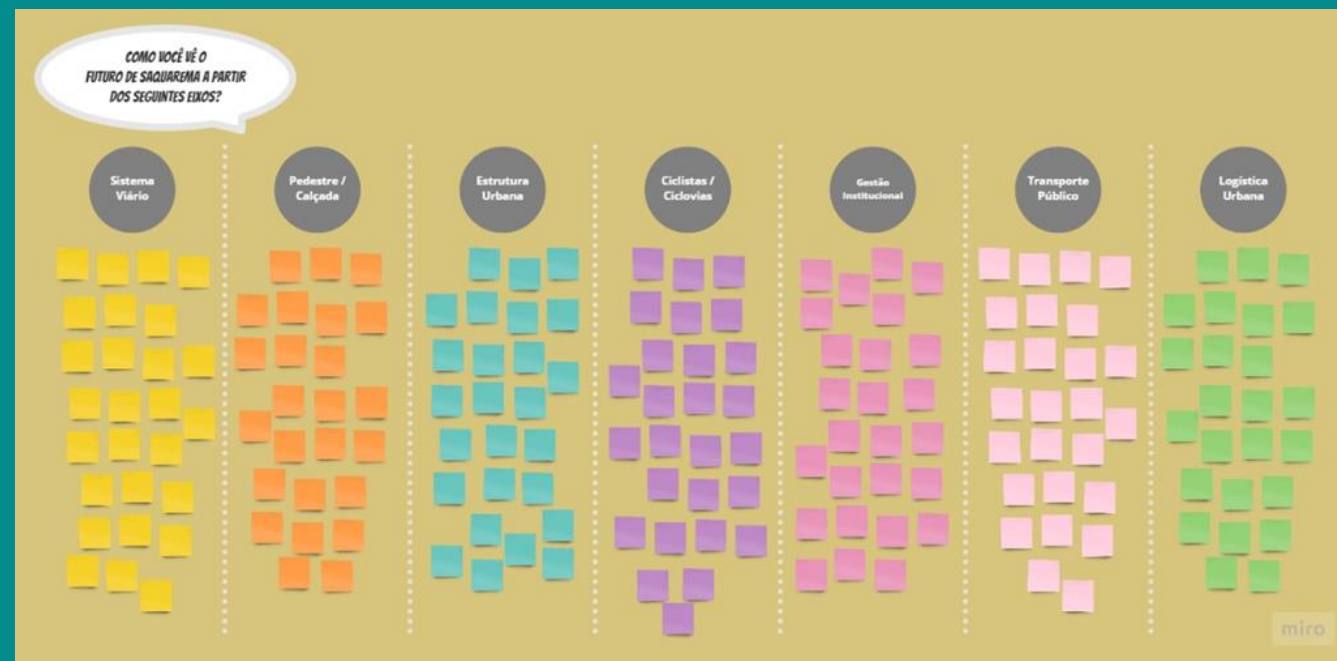 COMO VOCÊ VÊ O
FUTURO DE SAQUAREMA A PARTIR
DOS SEGUINTES EIXOS?
Sistema
Viário
Pedestre /
Calçada
Estrutura
Urbana
Ciclistas /
Ciclovias
Gestão
Institucional
Transporte
Público
Logística
Urbana
miro